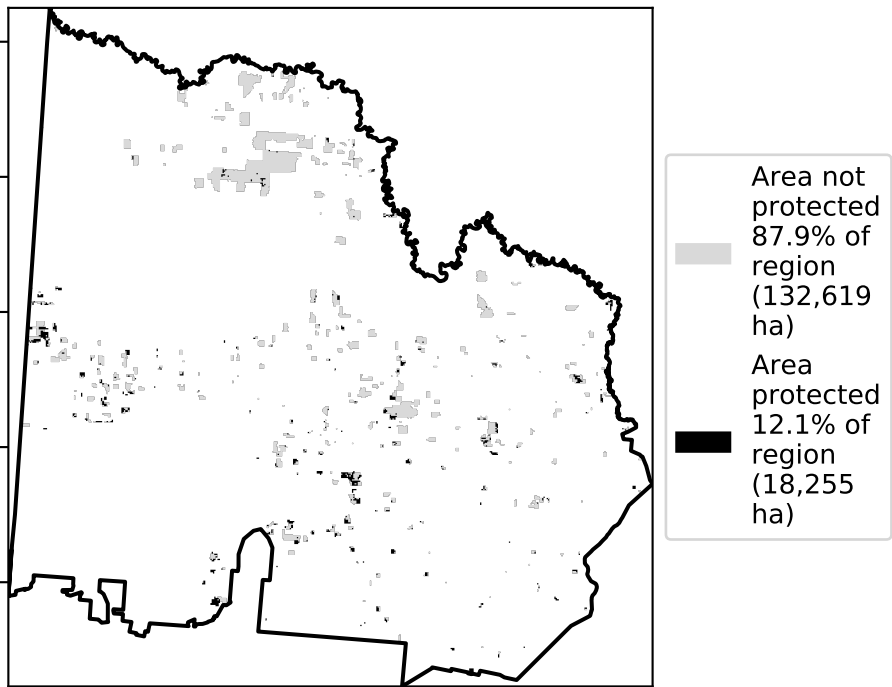 Area not
protected
87.9% of
region
(132,619
ha)
Area
protected
12.1% of
region
(18,255
ha)